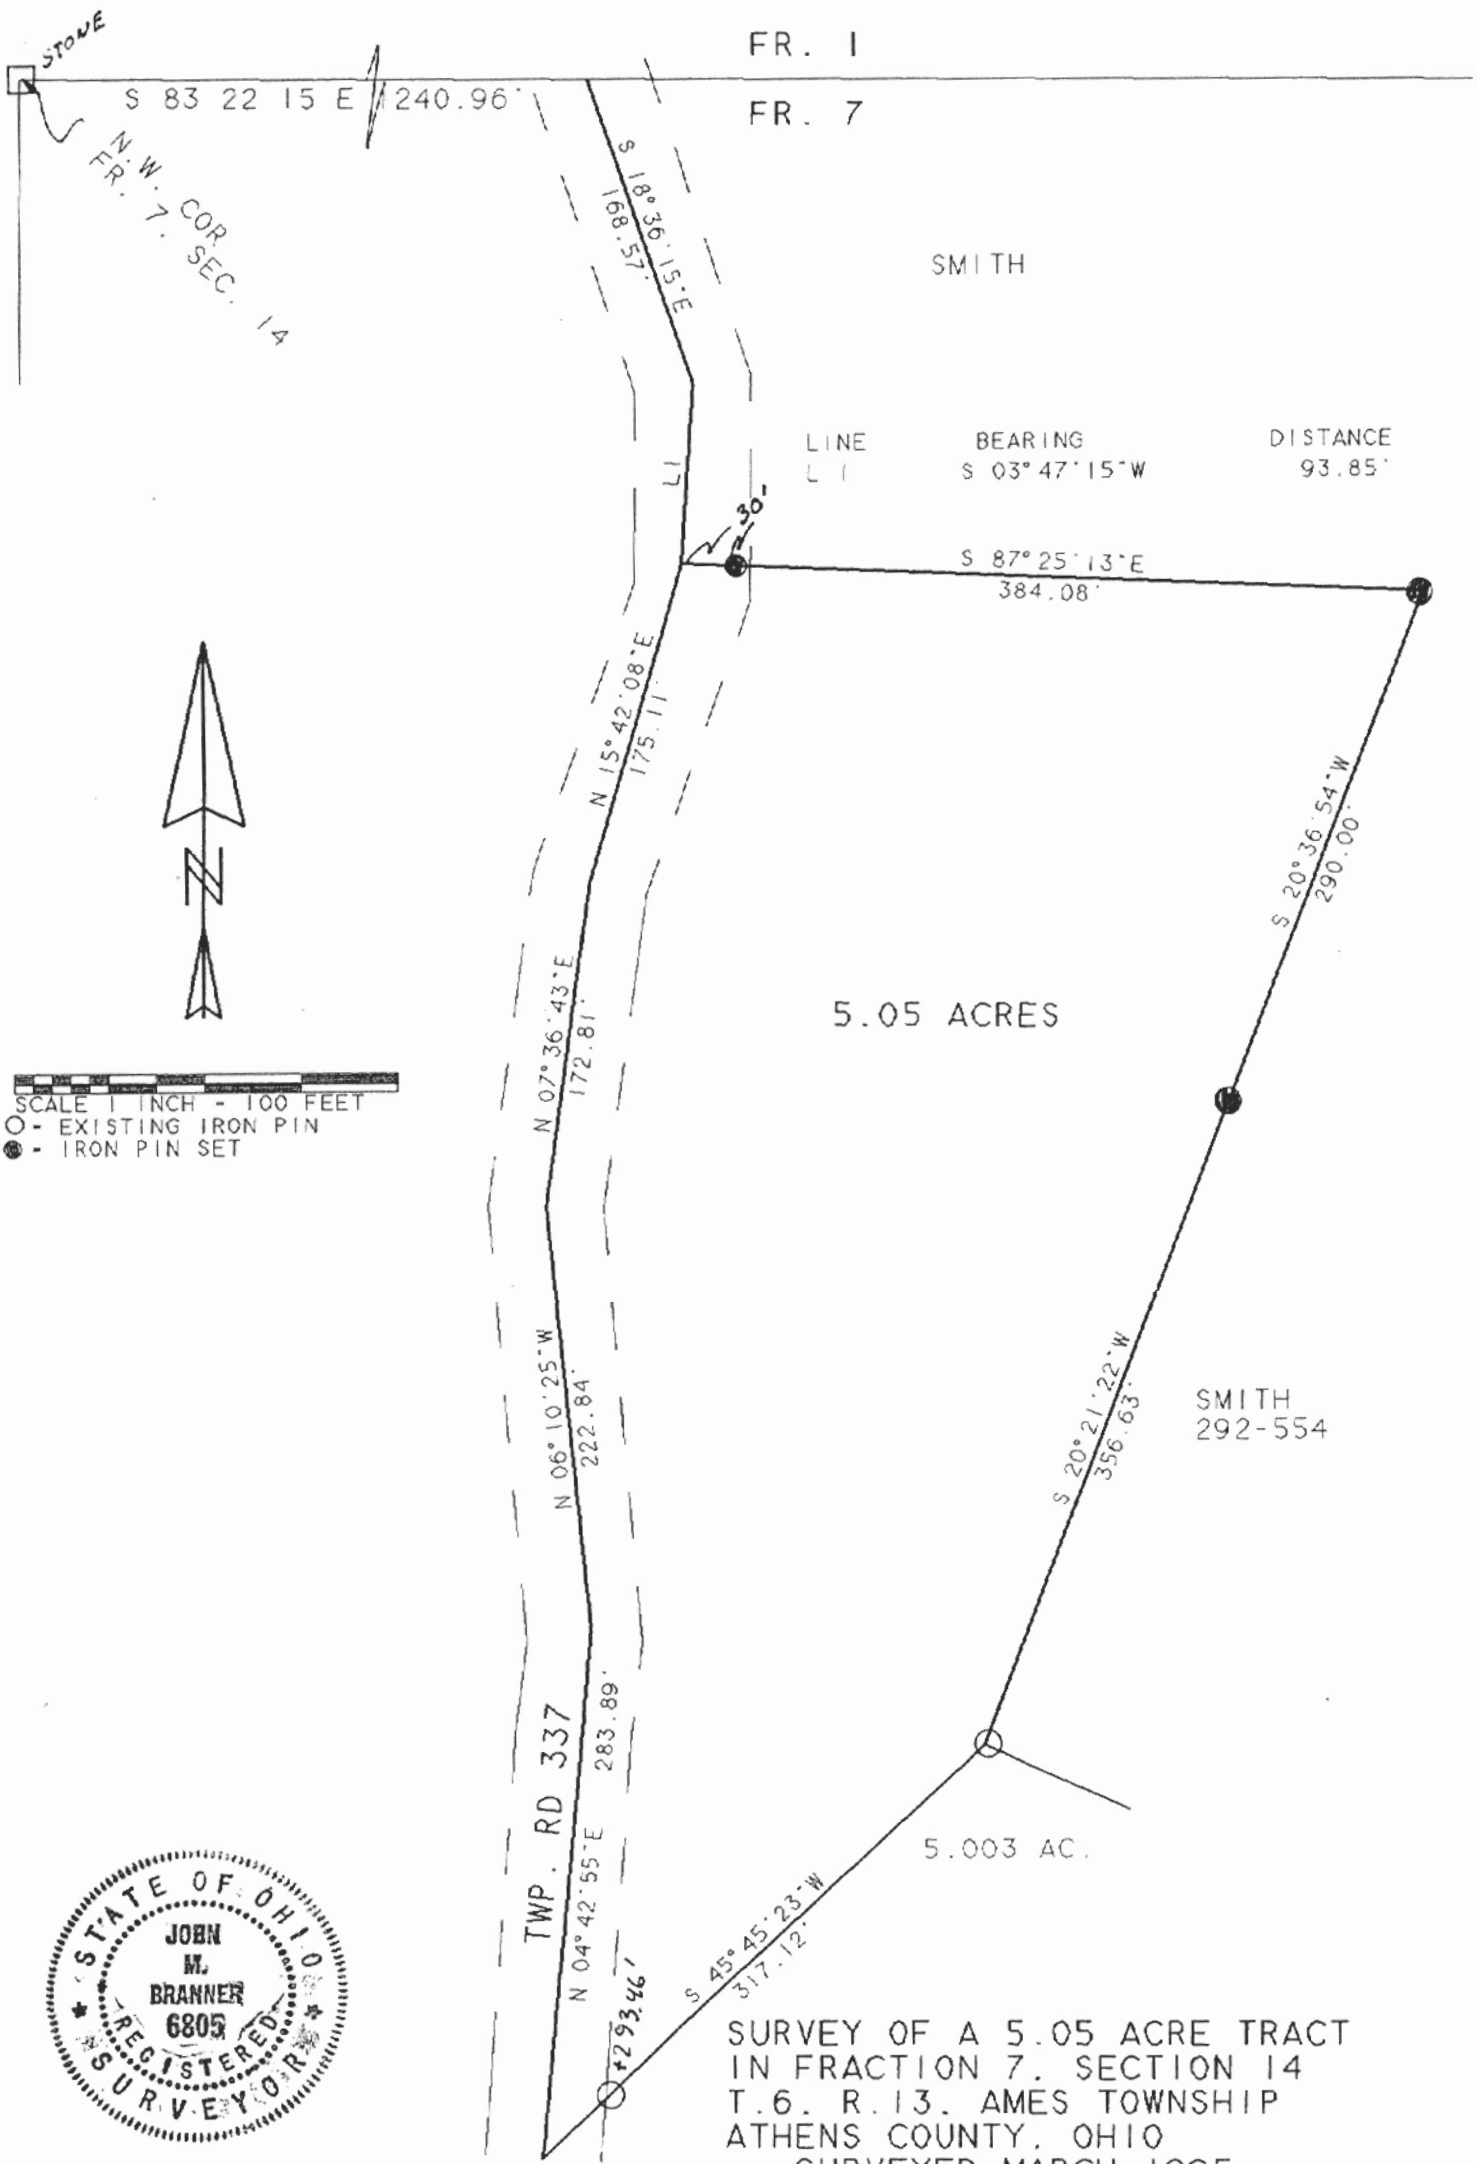 STONE
FR. 1
S 83 22 15 E 1240.96'
FR. 7
N.W. COR.
FR. 7. SEC. 14
S 18°36'15"E
168.57'
SMITH
LINE BEARING DISTANCE
L1 S 03°47'15"W 93.85'
L1
30'
S 87°25'13"E
384.08'
N 15°42'08"E
175.11'
S 20°36'54"W
290.00'
N
N 07°36'43"E
172.81'
5.05 ACRES
SCALE 1 INCH - 100 FEET
O - EXISTING IRON PIN
● - IRON PIN SET
N 06°10'25"W
222.84'
S 20°21'22"W
356.63'
SMITH
292-554
TWP. RD 337
283.89'
N 04°42'55"E
5.003 AC.
S 45°45'23"W
317.12'
+293.46'
STATE OF OHIO
JOHN
M.
BRANNER
6805
REGISTERED
SURVEYOR
SURVEY OF A 5.05 ACRE TRACT
IN FRACTION 7. SECTION 14
T.6. R.13. AMES TOWNSHIP
ATHENS COUNTY, OHIO
SURVEYED MARCH